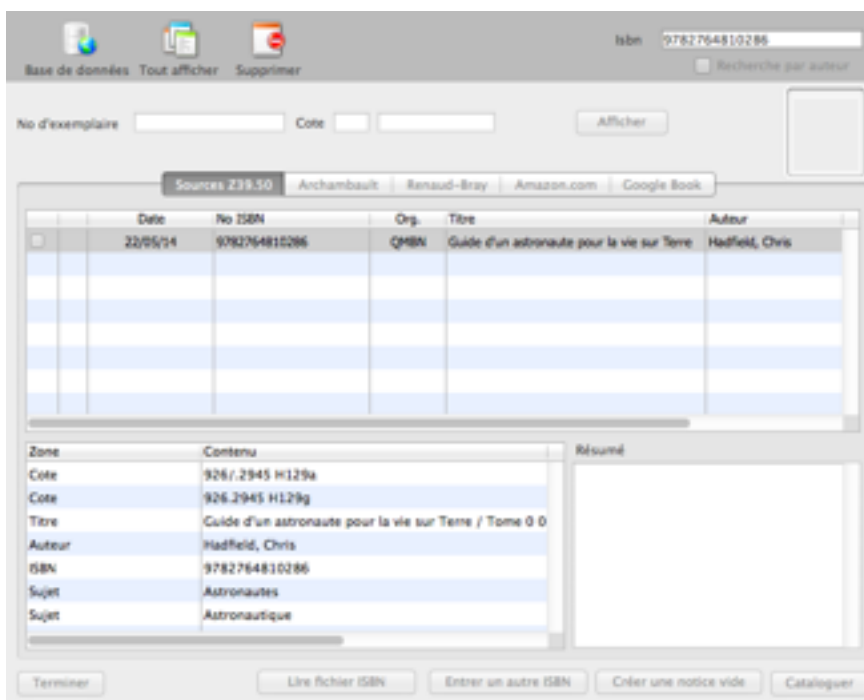 Isbn 9782764810286
Base de données Tout afficher Supprimer Recherche par auteur
No d'exemplaire Cote Afficher
Sources Z39.50 Archambault Renaud-Bray Amazon.com Google Book
Date No ISBN Org. Titre Auteur
22/05/14 9782764810286 QMBN Guide d'un astronaute pour la vie sur Terre Hadfield, Chris
Zone Contenu Résumé
Cote 926/.2945 H129a
Cote 926.2945 H129g
Titre Guide d'un astronaute pour la vie sur Terre / Tome 0 0
Auteur Hadfield, Chris
ISBN 9782764810286
Sujet Astronautes
Sujet Astronautique
Terminer Lire fichier ISBN Entrer un autre ISBN Créer une notice vide Cataloguer